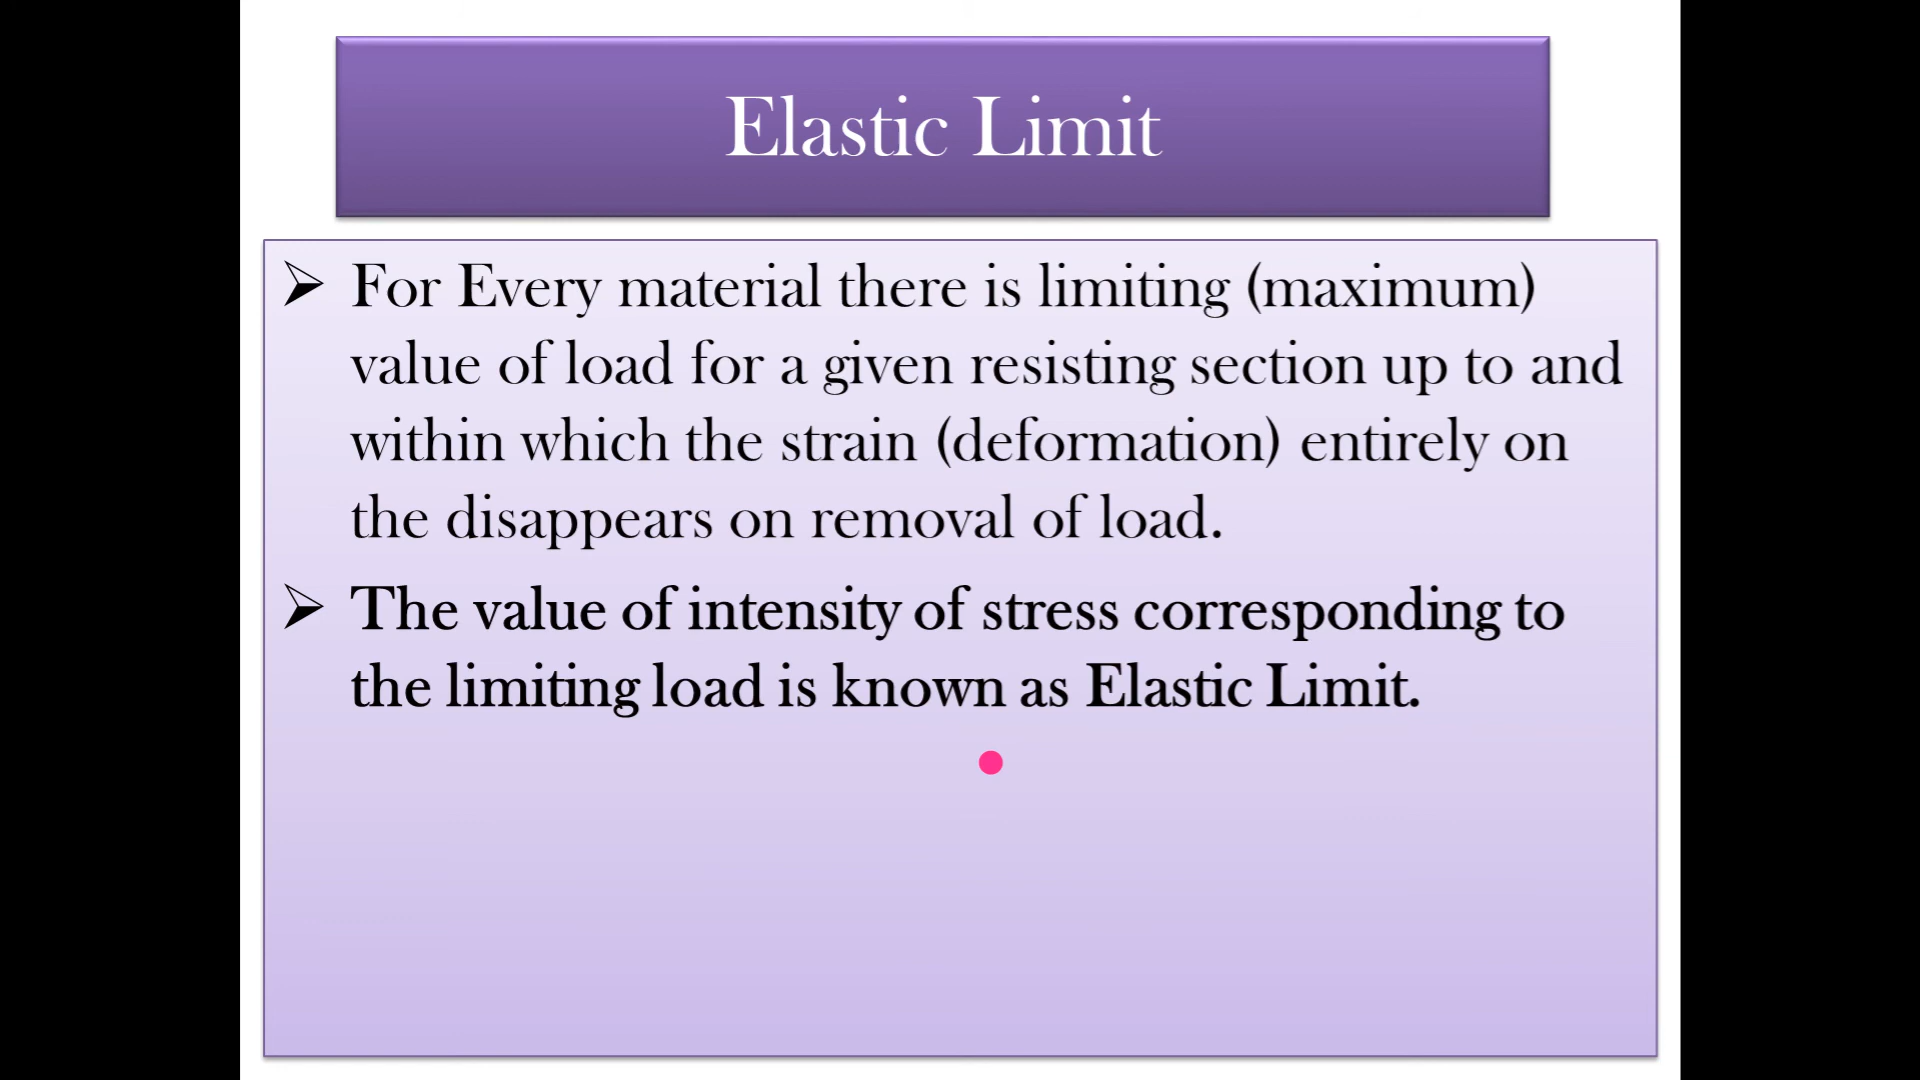 Elastic Limit
➢ For Every material there is limiting (maximum)
value of load for a given resisting section up to and
within which the strain (deformation) entirely on
the disappears on removal of load.
➢ The value of intensity of stress corresponding to
the limiting load is known as Elastic Limit.